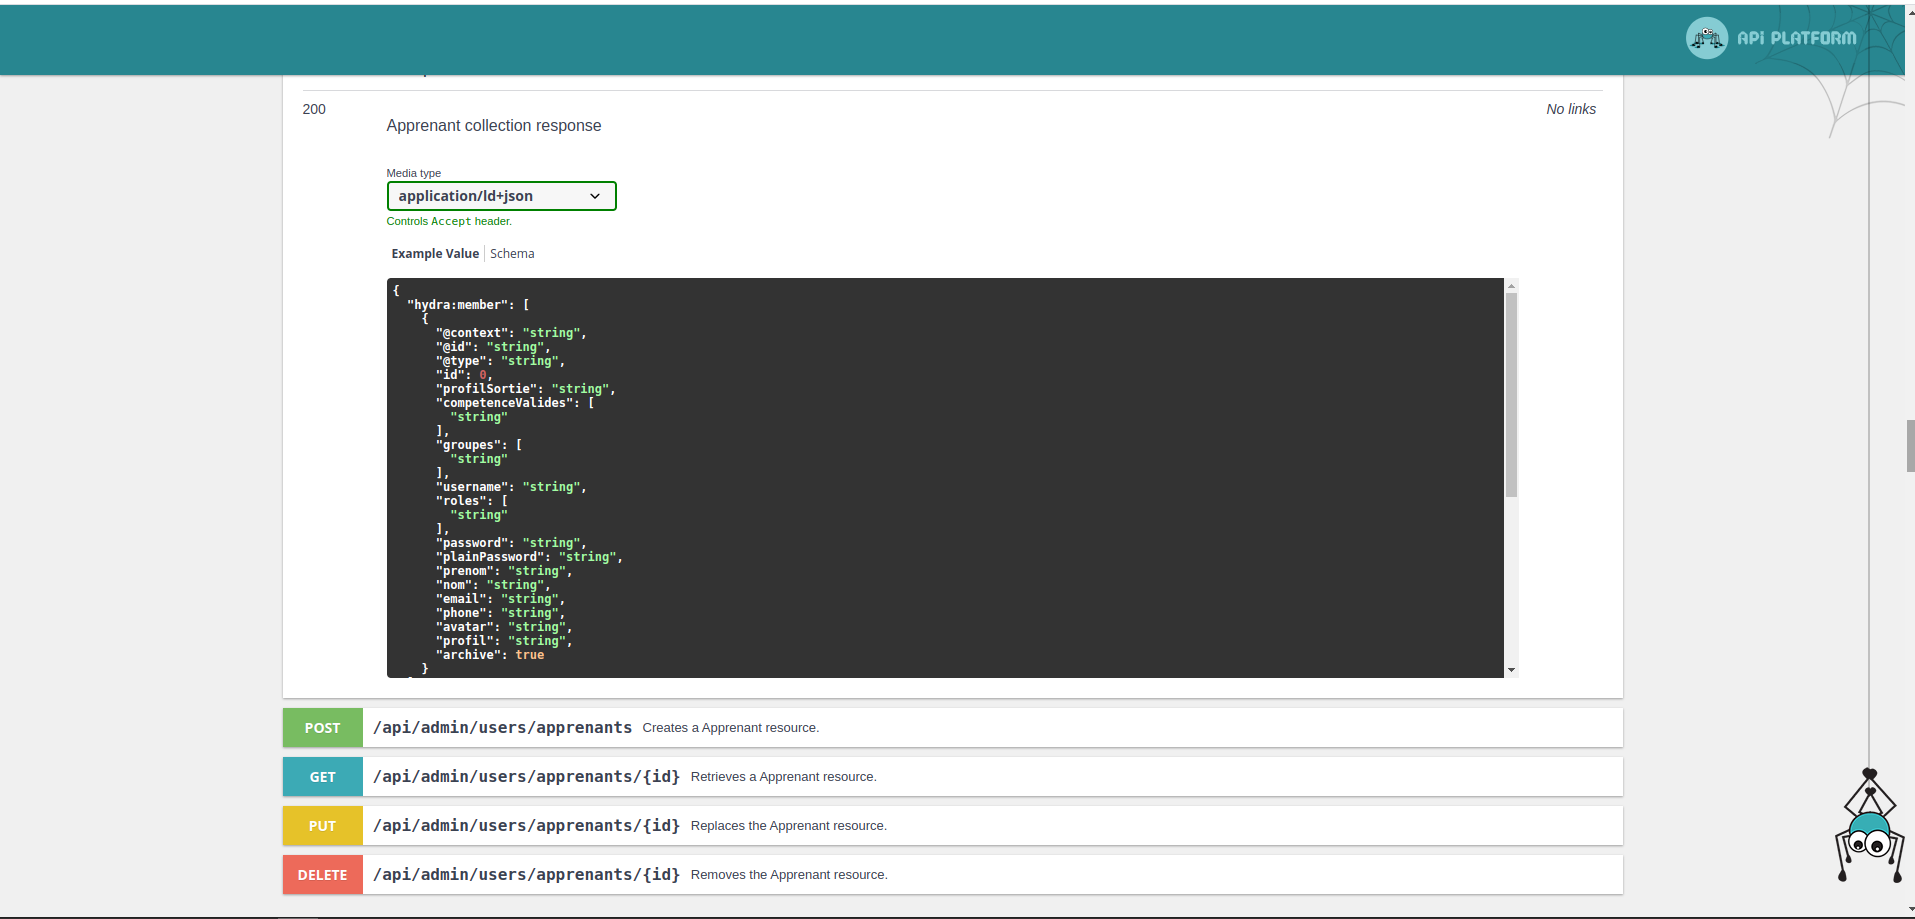 APi PLATFORM
200
No links
Apprenant collection response
Media type
application/ld+json
Controls Accept header.
Example Value
Schema
{
"hydra:member": [
{
"@context": "string",
"@id": "string",
"@type": "string",
"id": 0,
"profilSortie": "string",
"competenceValides": [
"string"
],
"groupes": [
"string"
],
"username": "string",
"roles": [
"string"
],
"password": "string",
"plainPassword": "string",
"prenom": "string",
"nom": "string",
"email": "string",
"phone": "string",
"avatar": "string",
"profil": "string",
"archive": true
}
POST /api/admin/users/apprenants Creates a Apprenant resource.
GET /api/admin/users/apprenants/{id} Retrieves a Apprenant resource.
PUT /api/admin/users/apprenants/{id} Replaces the Apprenant resource.
DELETE /api/admin/users/apprenants/{id} Removes the Apprenant resource.